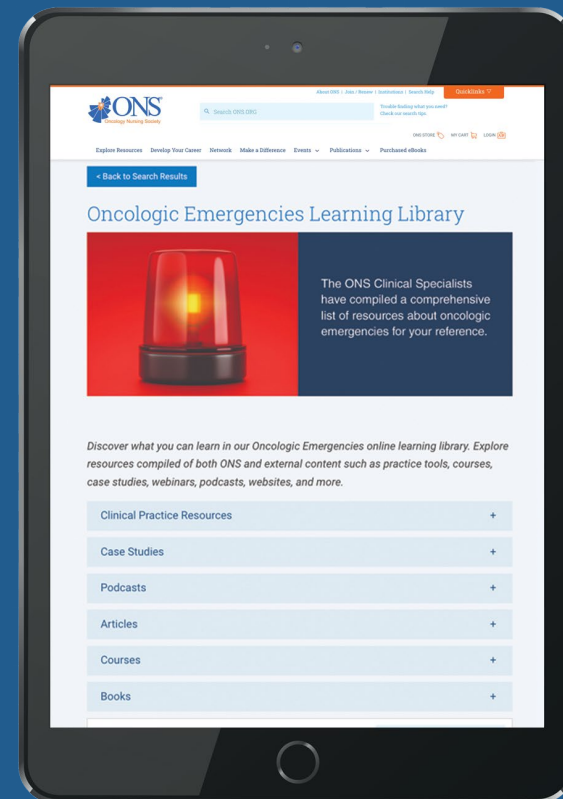 About ONS | Join | Renew | Institutions | Search Help
Quicklinks
ONS
Oncology Nursing Society
Search ONS.ORG
Trouble finding what you need?
Check our search tips.
ONS STORE
MY CART
LOGIN
Explore Resources Develop Your Career Network Make a Difference Events Publications Purchased eBooks
< Back to Search Results
Oncologic Emergencies Learning Library
The ONS Clinical Specialists
have compiled a comprehensive
list of resources about oncologic
emergencies for your reference.
Discover what you can learn in our Oncologic Emergencies online learning library. Explore
resources compiled of both ONS and external content such as practice tools, courses,
case studies, webinars, podcasts, websites, and more.
Clinical Practice Resources +
Case Studies +
Podcasts +
Articles +
Courses +
Books +